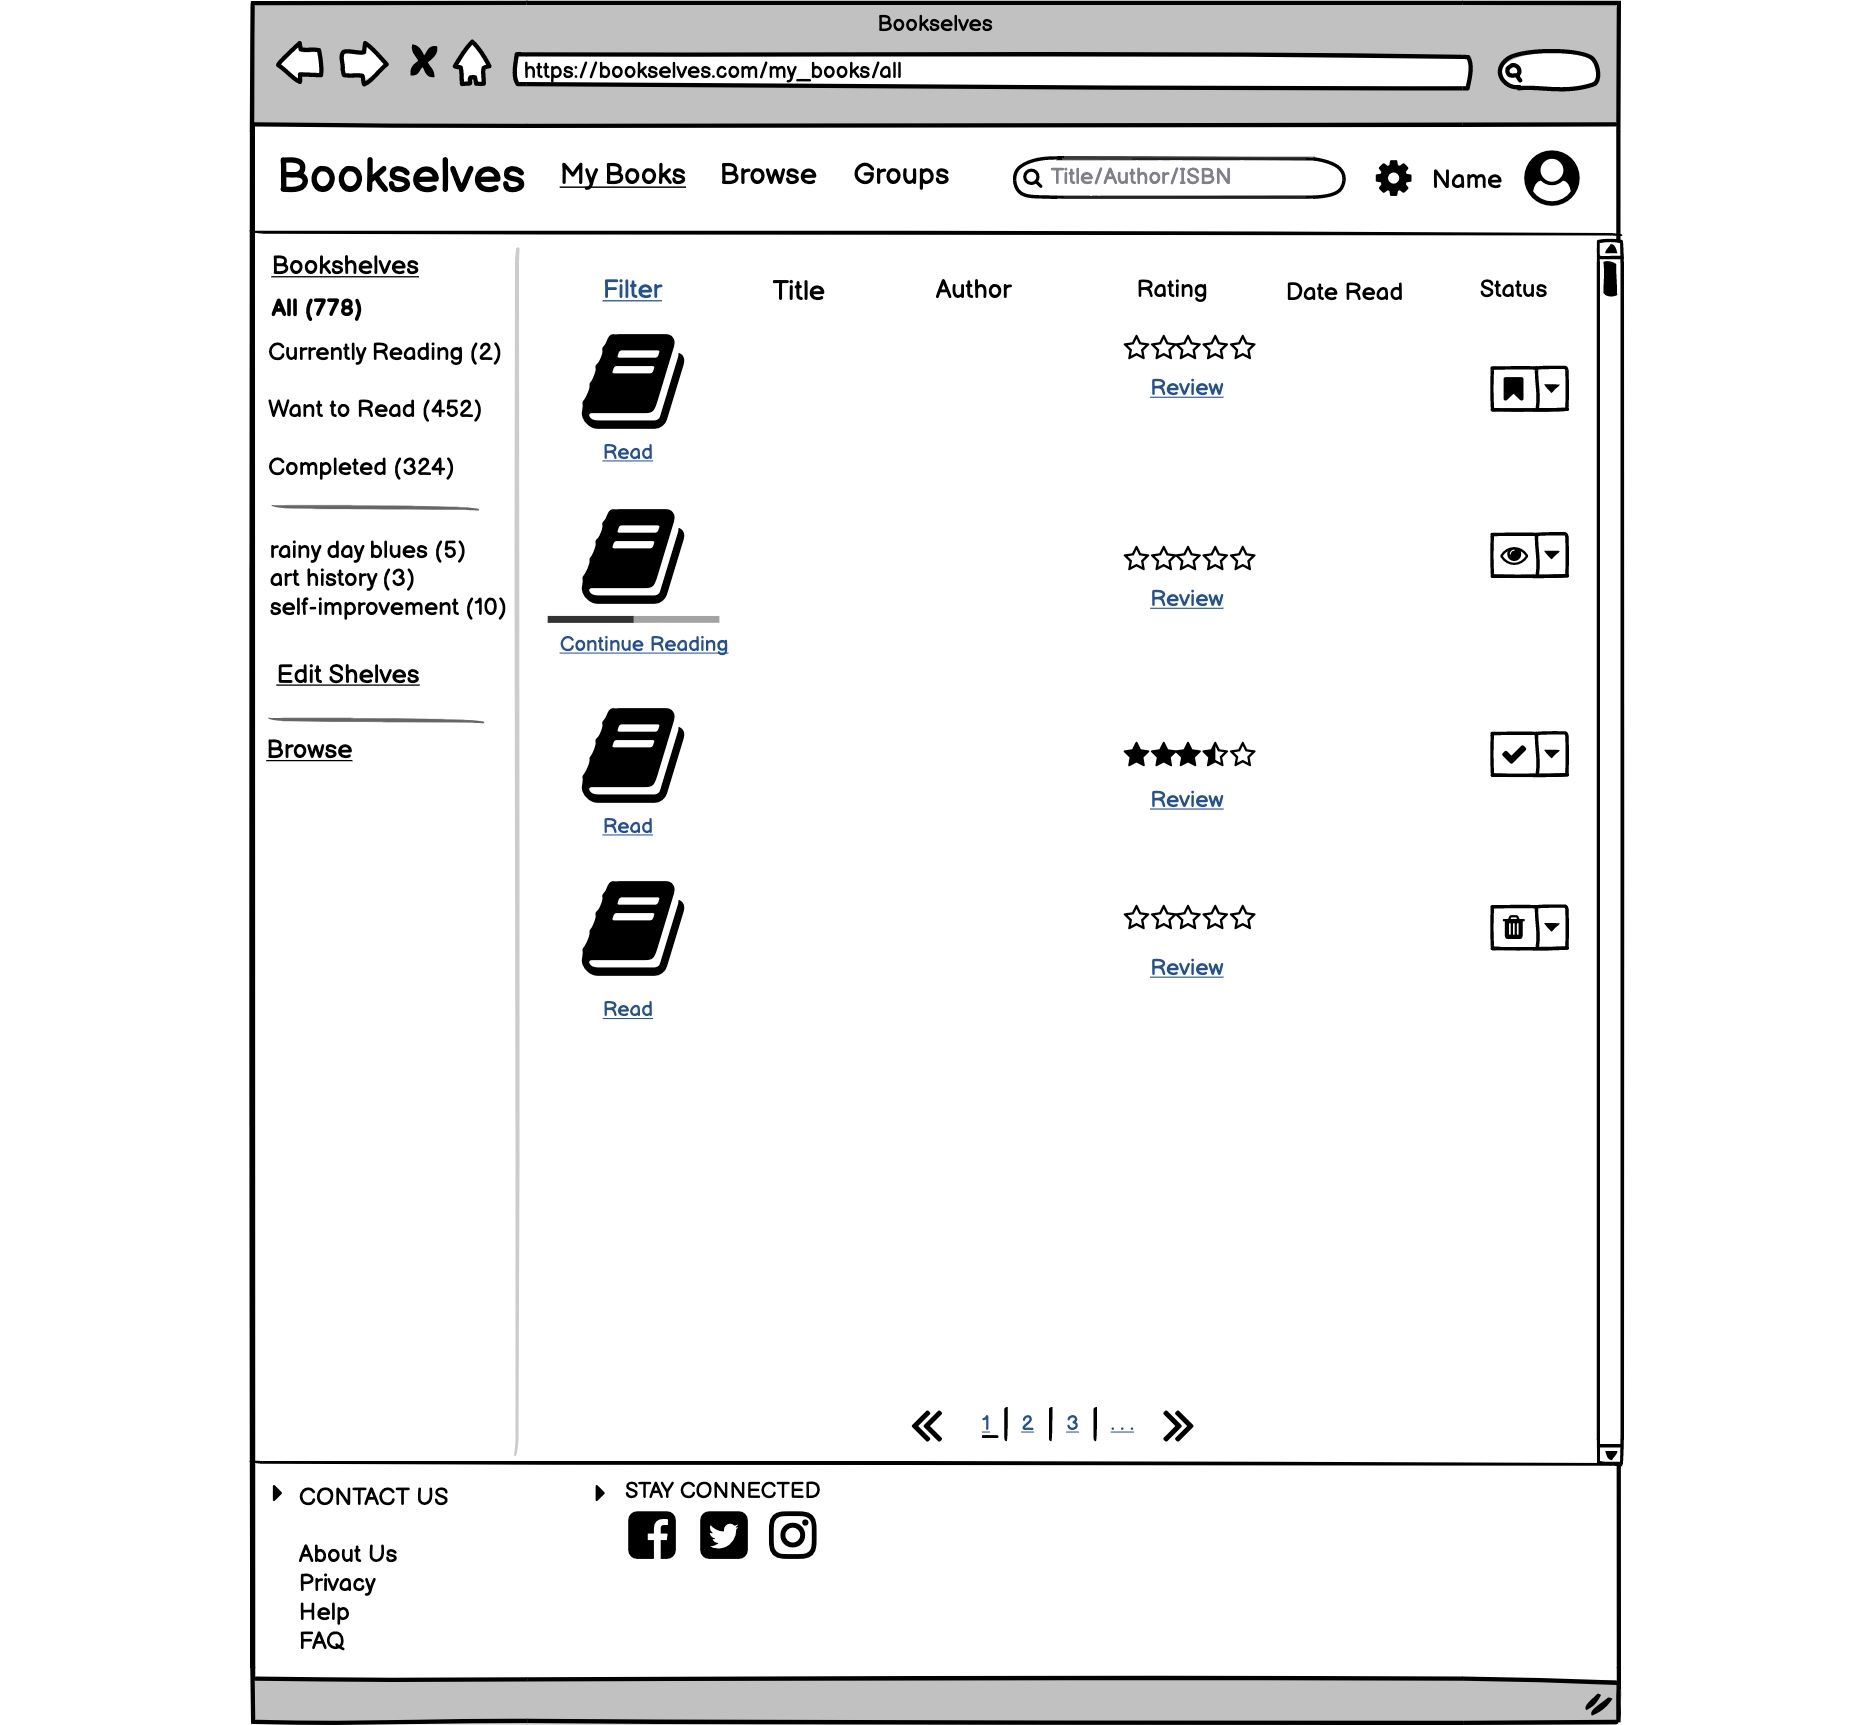 Bookselves
https://bookselves.com/my_books/all
Bookselves My Books Browse Groups Title/Author/ISBN Name
Bookshelves
All (778)
Currently Reading (2)
Want to Read (452)
Completed (324)
rainy day blues (5)
art history (3)
self-improvement (10)
Edit Shelves
Browse
Filter Title Author Rating Date Read Status
Review
Read
Review
Continue Reading
Review
Read
Review
Read
1 2 3 ...
CONTACT US
About Us
Privacy
Help
FAQ
STAY CONNECTED